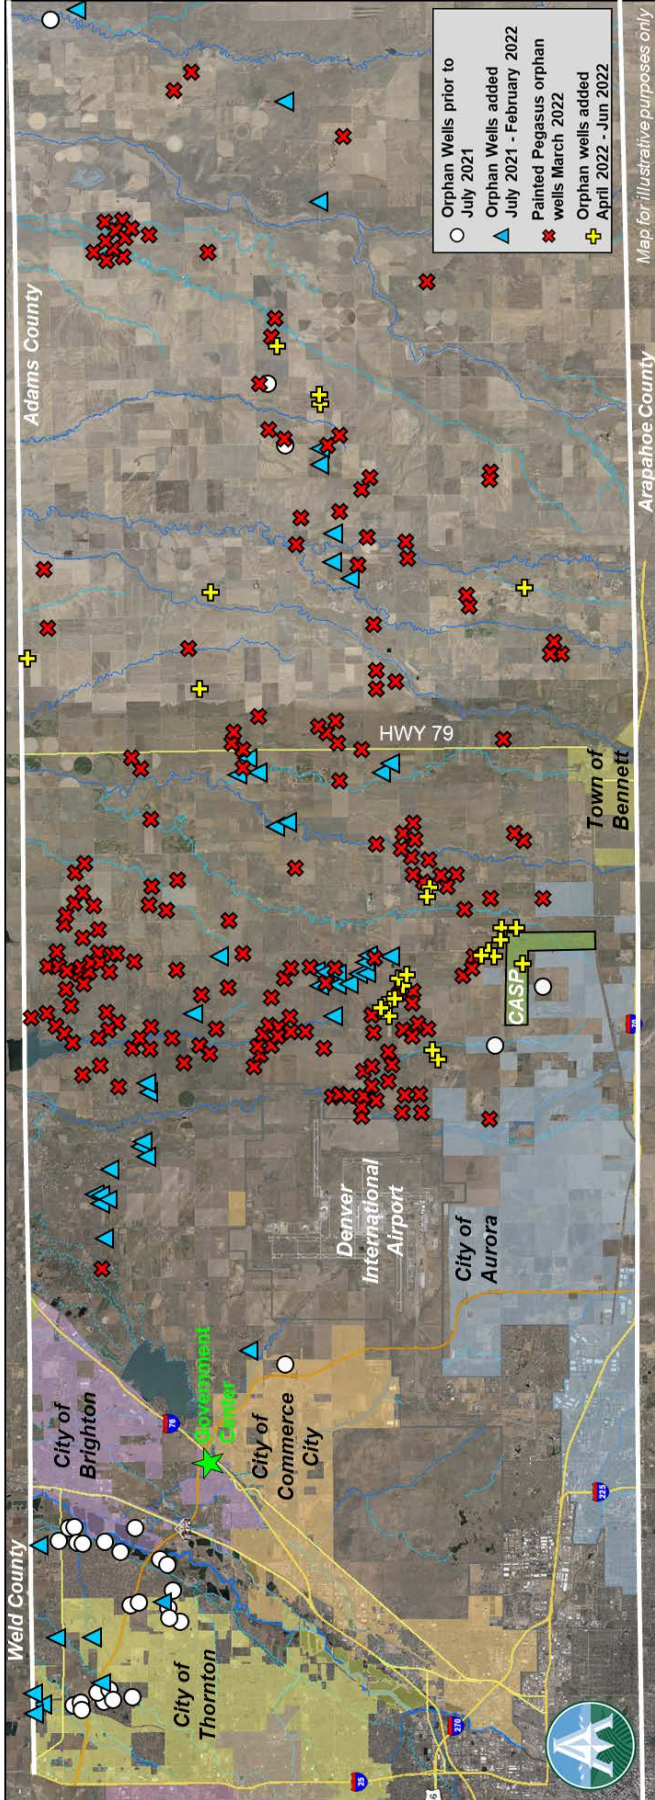 Weld County
Adams County
City of
Brighton
City of
Thornton
Government
Center
City of
Commerce
City
Denver
International
Airport
City of
Aurora
HWY 79
CASP
Town of
Bennett
Arapahoe County
76
25
270
225
70
6
Orphan Wells prior to
July 2021
Orphan Wells added
July 2021 - February 2022
Painted Pegasus orphan
wells March 2022
Orphan wells added
April 2022 - Jun 2022
Map for illustrative purposes only